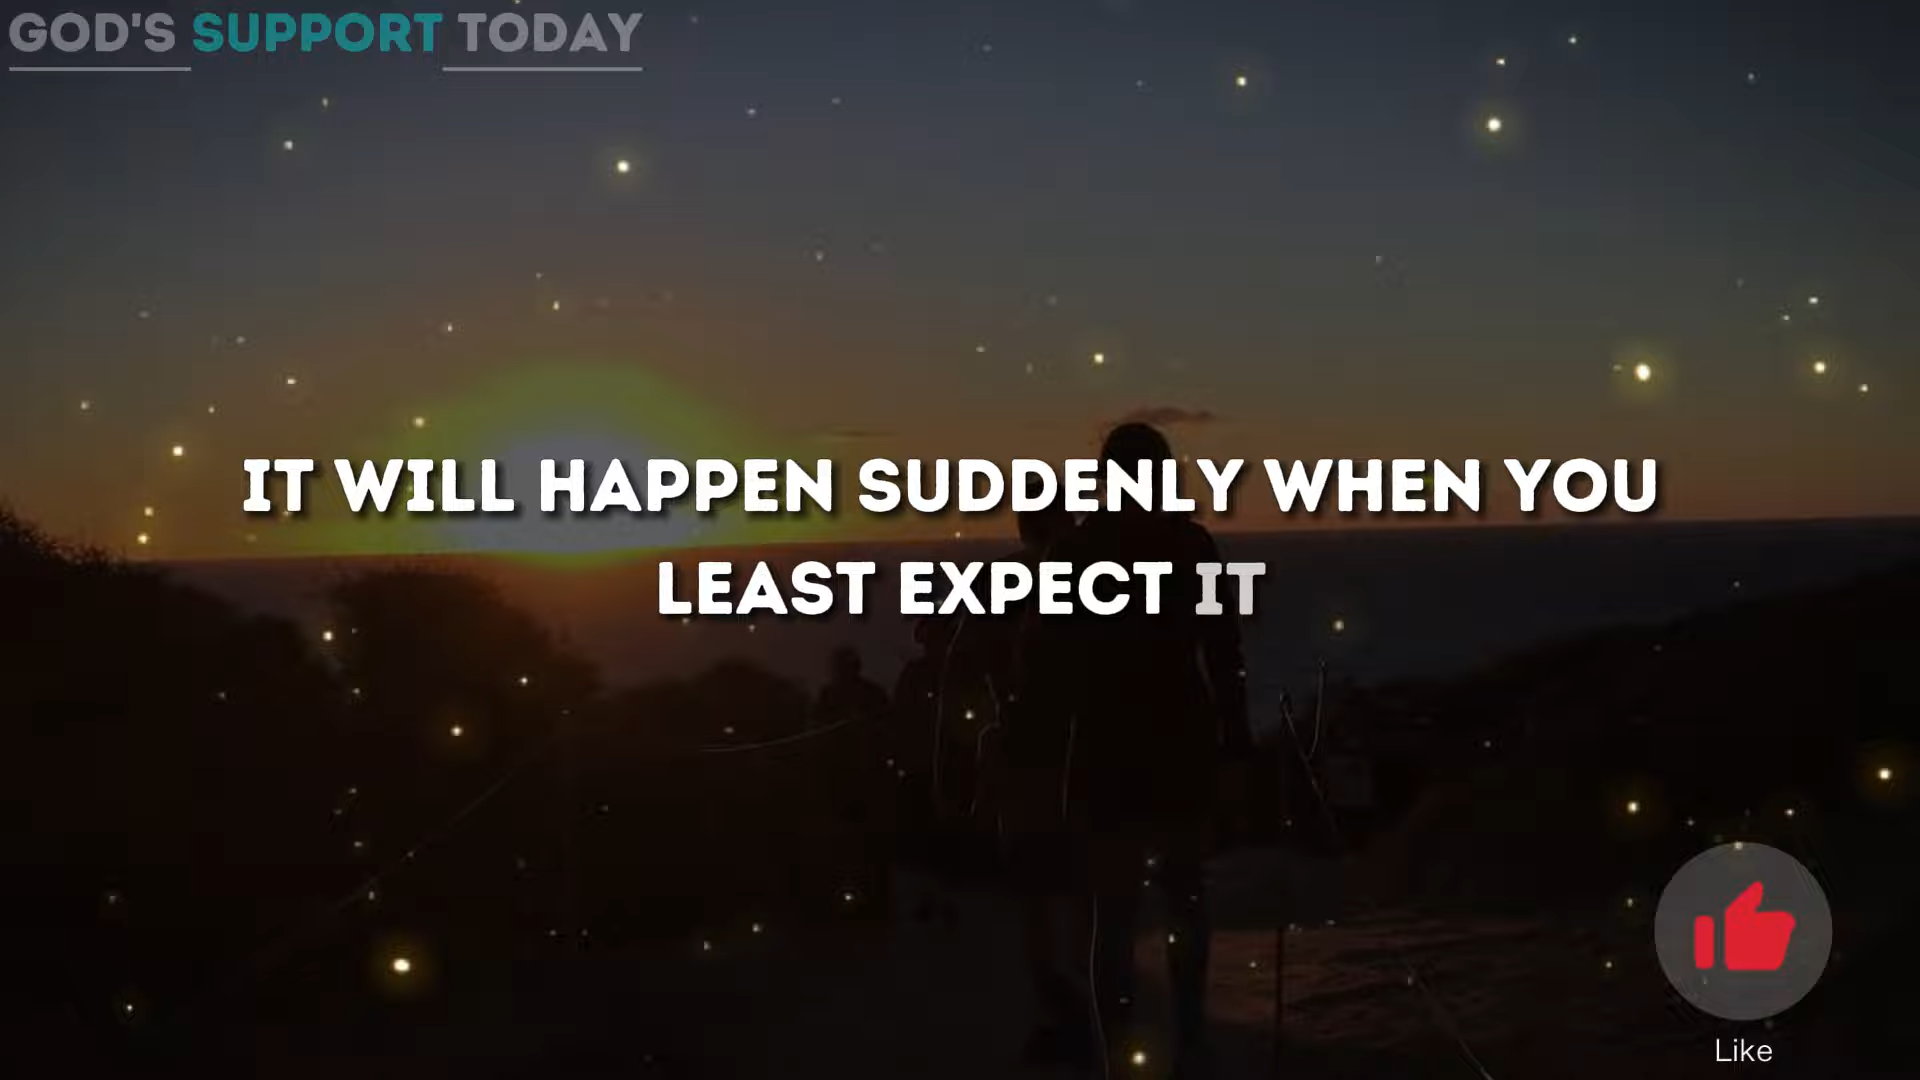 GOD'S SUPPORT TODAY
IT WILL HAPPEN SUDDENLY WHEN YOU
LEAST EXPECT IT
Like